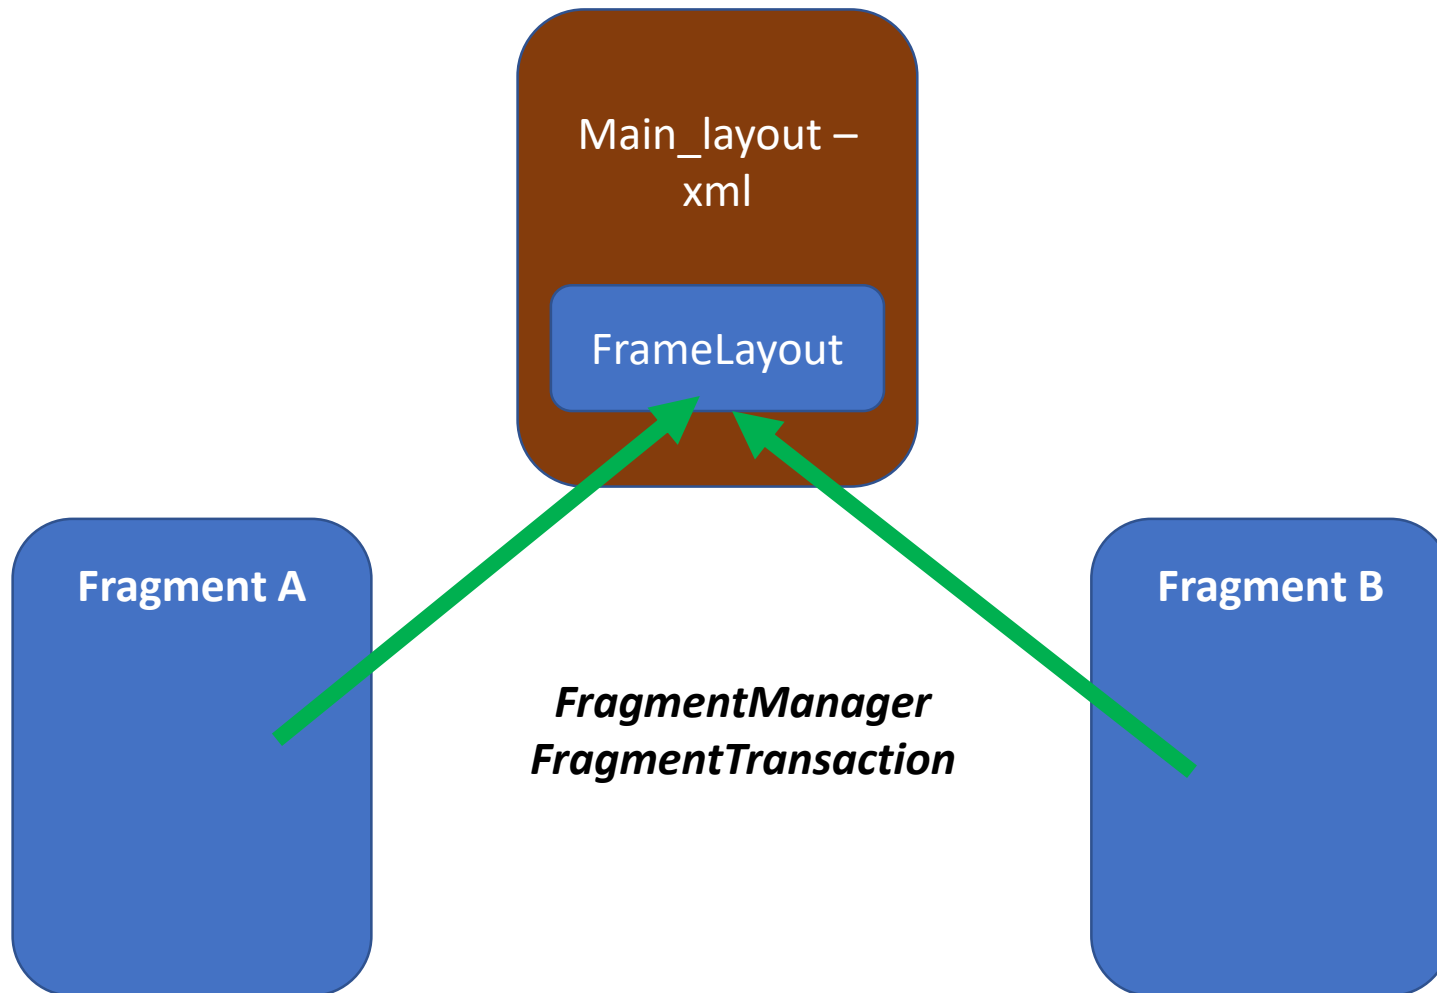 Main_layout –
xml
FrameLayout
Fragment A
Fragment B
FragmentManager
FragmentTransaction